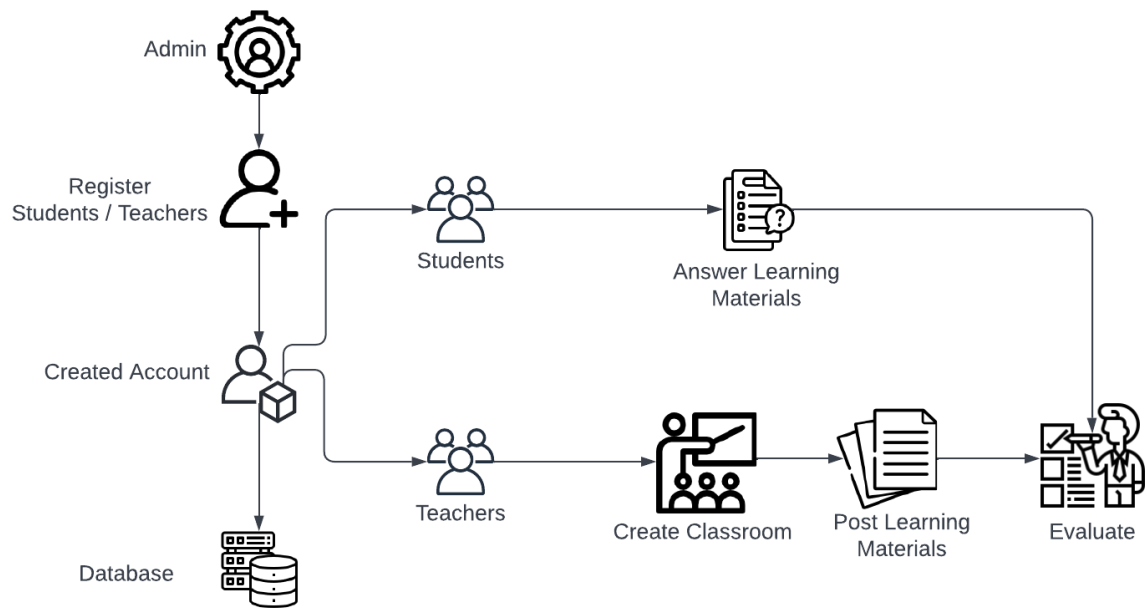 Admin
Register
Students / Teachers
Students
Answer Learning
Materials
Created Account
Teachers
Create Classroom
Post Learning
Materials
Evaluate
Database